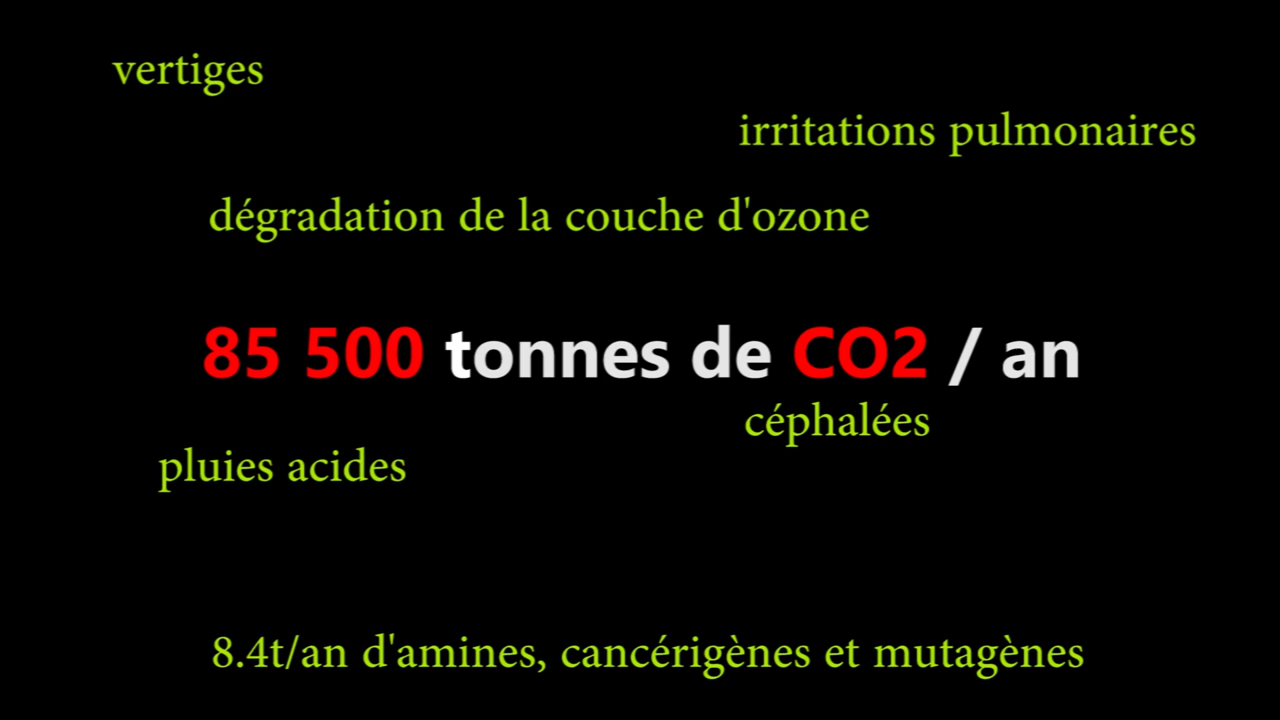 vertiges
irritations pulmonaires
dégradation de la couche d'ozone
85 500 tonnes de CO2 / an
céphalées
pluies acides
8.4t/an d'amines, cancérigènes et mutagènes